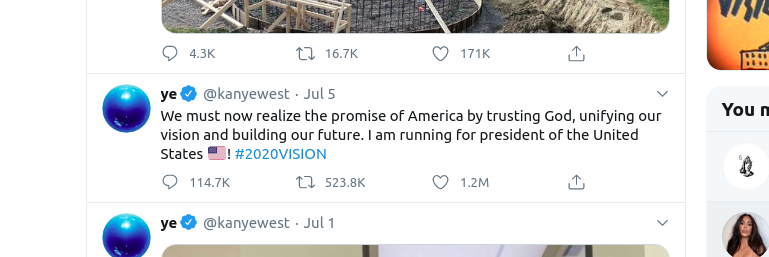 4.3K 16.7K 171K
ye @kanyewest · Jul 5
We must now realize the promise of America by trusting God, unifying our
vision and building our future. I am running for president of the United
States 🇺🇸! #2020VISION
114.7K 523.8K 1.2M
ye @kanyewest · Jul 1
You m